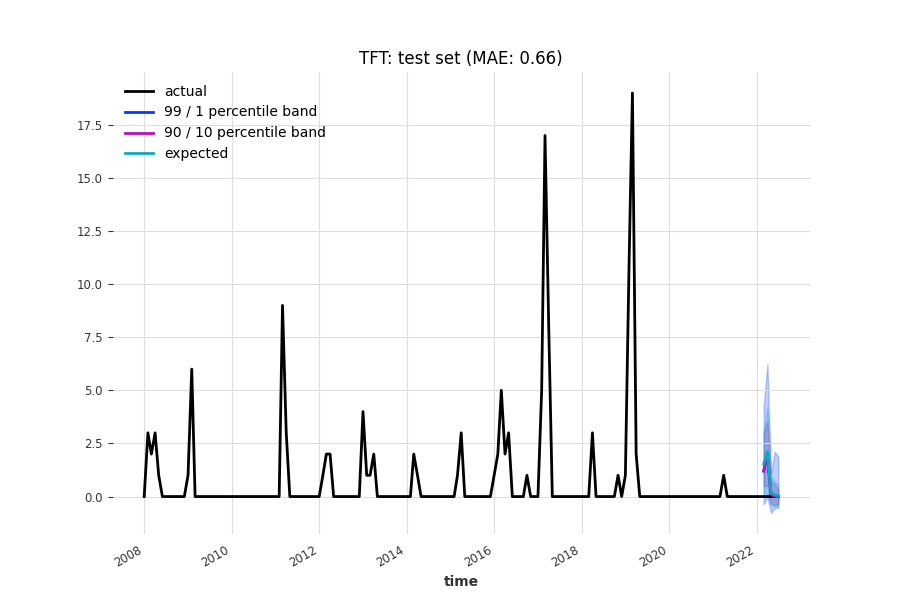 TFT: test set (MAE: 0.66)
actual
99 / 1 percentile band
90 / 10 percentile band
expected
17.5
15.0
12.5
10.0
7.5
5.0
2.5
0.0
2008
2010
2012
2014
2016
2018
2020
2022
time